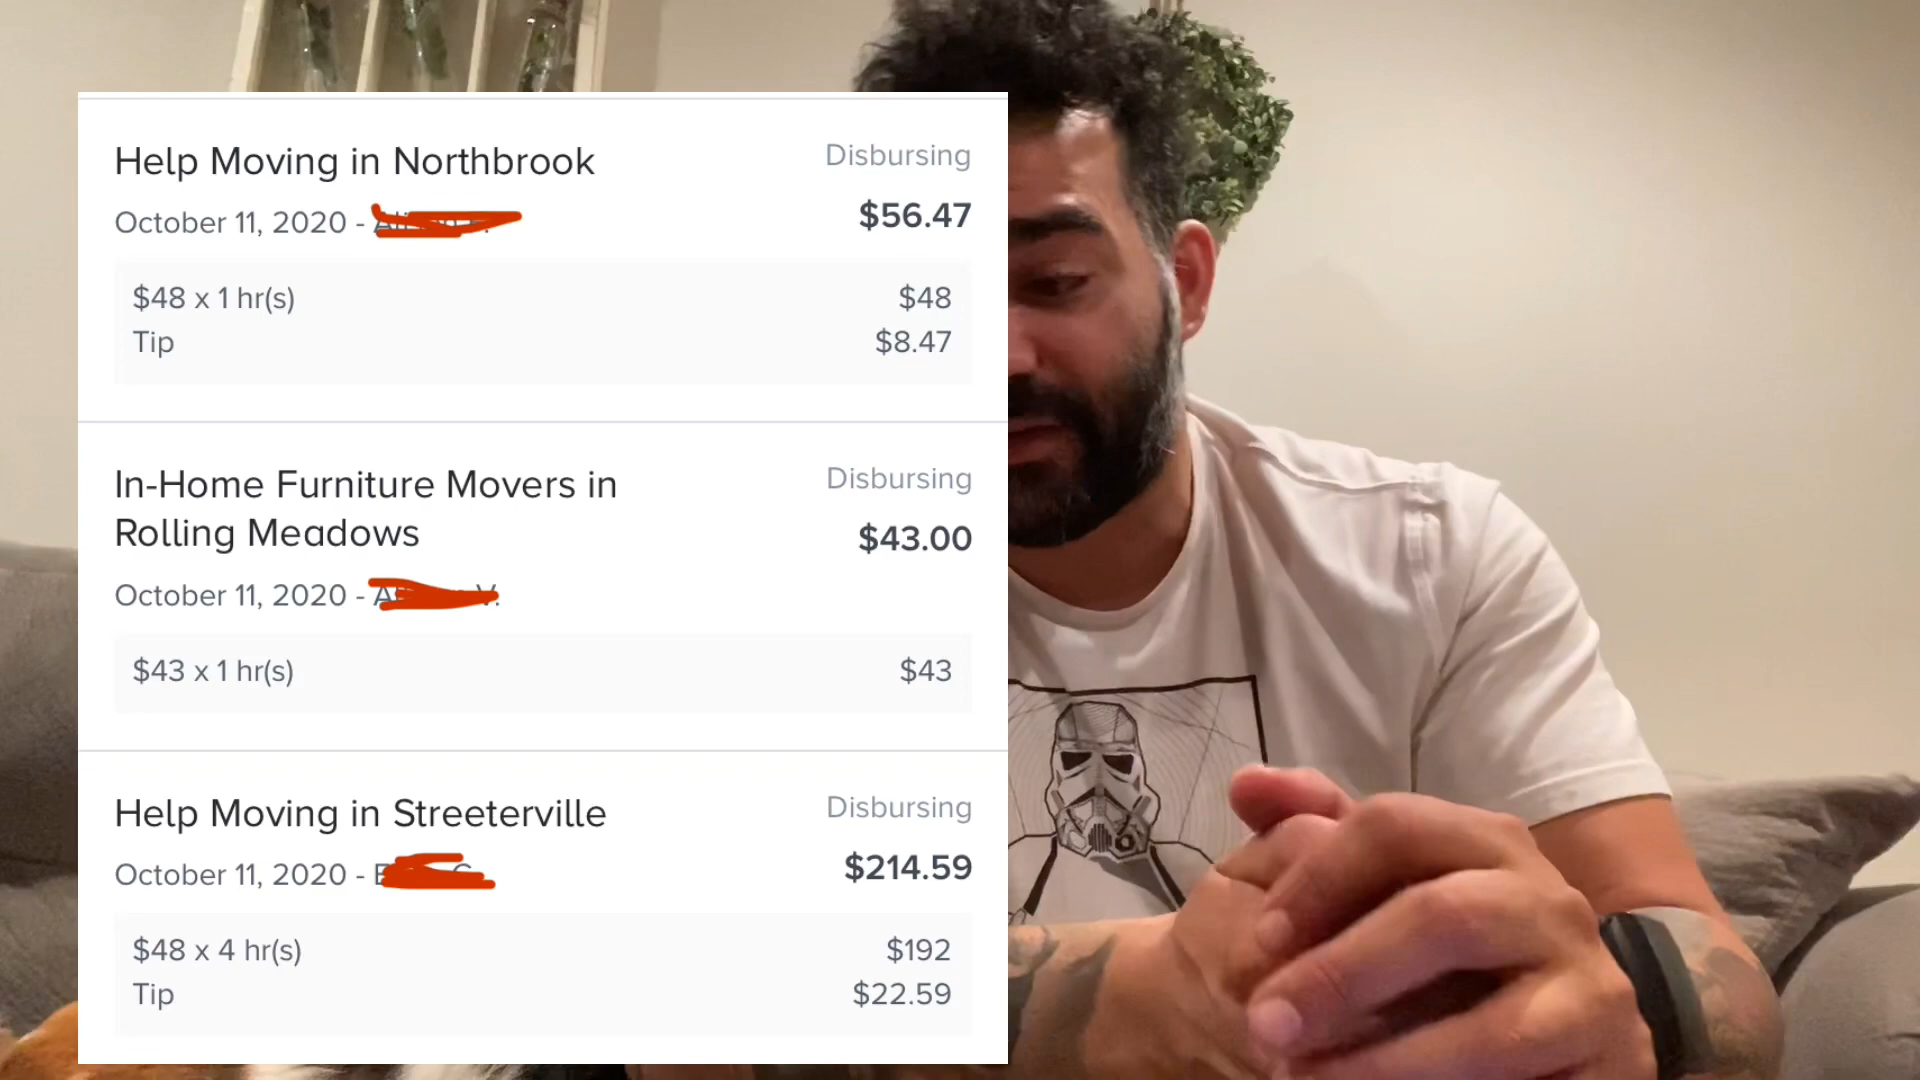 Help Moving in Northbrook
Disbursing
October 11, 2020 -
$56.47
$48 x 1 hr(s)
$48
Tip
$8.47
In-Home Furniture Movers in
Rolling Meadows
Disbursing
October 11, 2020 -
$43.00
$43 x 1 hr(s)
$43
Help Moving in Streeterville
Disbursing
October 11, 2020 -
$214.59
$48 x 4 hr(s)
$192
Tip
$22.59